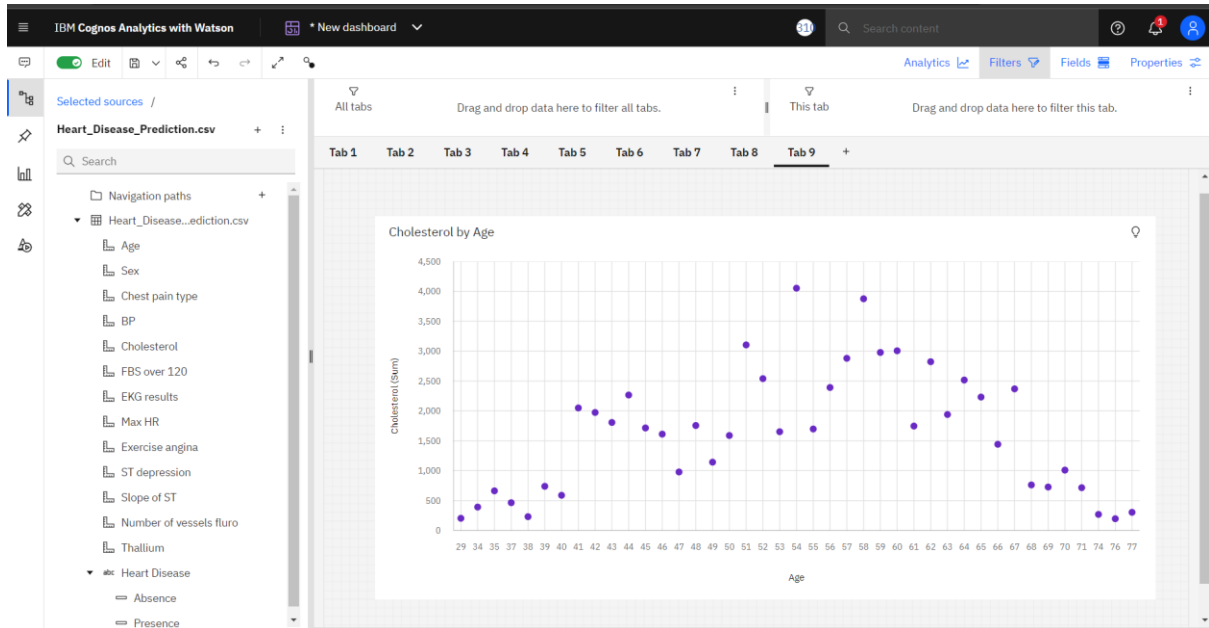 IBM Cognos Analytics with Watson
* New dashboard
310
Search content
Edit
Analytics
Filters
Fields
Properties
Selected sources /
Heart_Disease_Prediction.csv
Search
Navigation paths
Heart_Disease...ediction.csv
Age
Sex
Chest pain type
BP
Cholesterol
FBS over 120
EKG results
Max HR
Exercise angina
ST depression
Slope of ST
Number of vessels fluro
Thallium
abc Heart Disease
Absence
Presence
All tabs
Drag and drop data here to filter all tabs.
This tab
Drag and drop data here to filter this tab.
Tab 1 Tab 2 Tab 3 Tab 4 Tab 5 Tab 6 Tab 7 Tab 8 Tab 9 +
Cholesterol by Age
Cholesterol (Sum)
4,500
4,000
3,500
3,000
2,500
2,000
1,500
1,000
500
0
29 34 35 37 38 39 40 41 42 43 44 45 46 47 48 49 50 51 52 53 54 55 56 57 58 59 60 61 62 63 64 65 66 67 68 69 70 71 74 76 77
Age